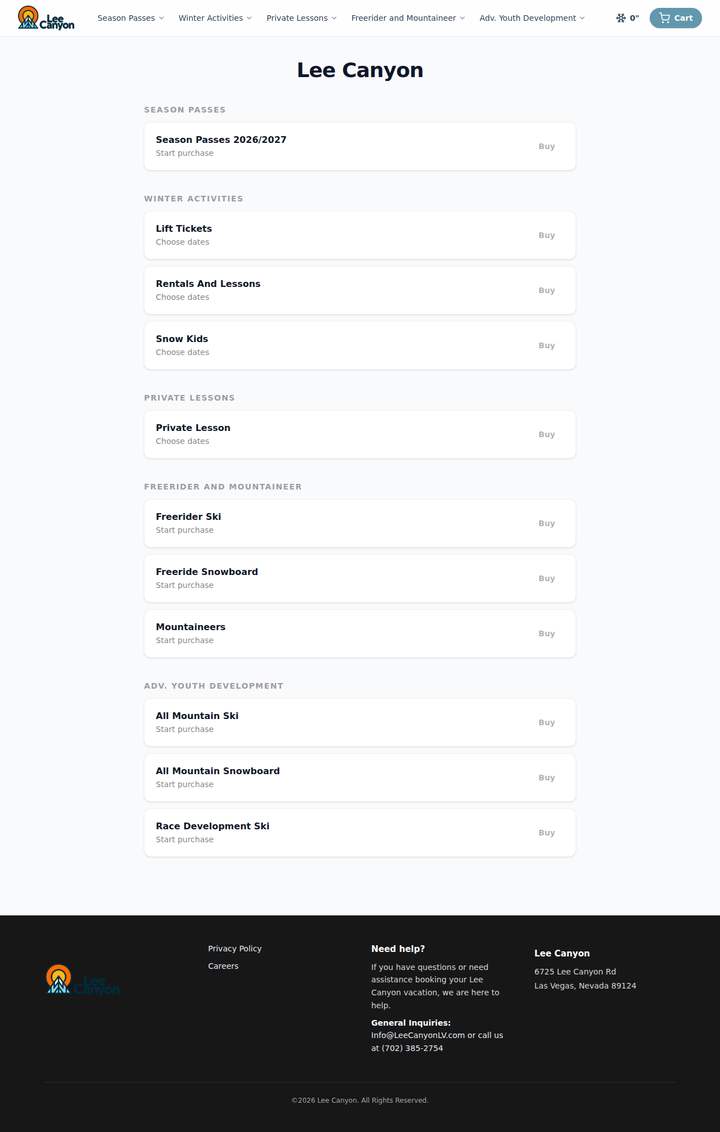 Lee Canyon
Season Passes
Winter Activities
Private Lessons
Freerider and Mountaineer
Adv. Youth Development
0"
Cart
Lee Canyon
SEASON PASSES
Season Passes 2026/2027
Start purchase
Buy
WINTER ACTIVITIES
Lift Tickets
Choose dates
Buy
Rentals And Lessons
Choose dates
Buy
Snow Kids
Choose dates
Buy
PRIVATE LESSONS
Private Lesson
Choose dates
Buy
FREERIDER AND MOUNTAINEER
Freerider Ski
Start purchase
Buy
Freeride Snowboard
Start purchase
Buy
Mountaineers
Start purchase
Buy
ADV. YOUTH DEVELOPMENT
All Mountain Ski
Start purchase
Buy
All Mountain Snowboard
Start purchase
Buy
Race Development Ski
Start purchase
Buy
Lee Canyon
Privacy Policy
Careers
Need help?
If you have questions or need
assistance booking your Lee
Canyon vacation, we are here to
help.
General Inquiries:
Info@LeeCanyonLV.com or call us
at (702) 385-2754
Lee Canyon
6725 Lee Canyon Rd
Las Vegas, Nevada 89124
©2026 Lee Canyon. All Rights Reserved.